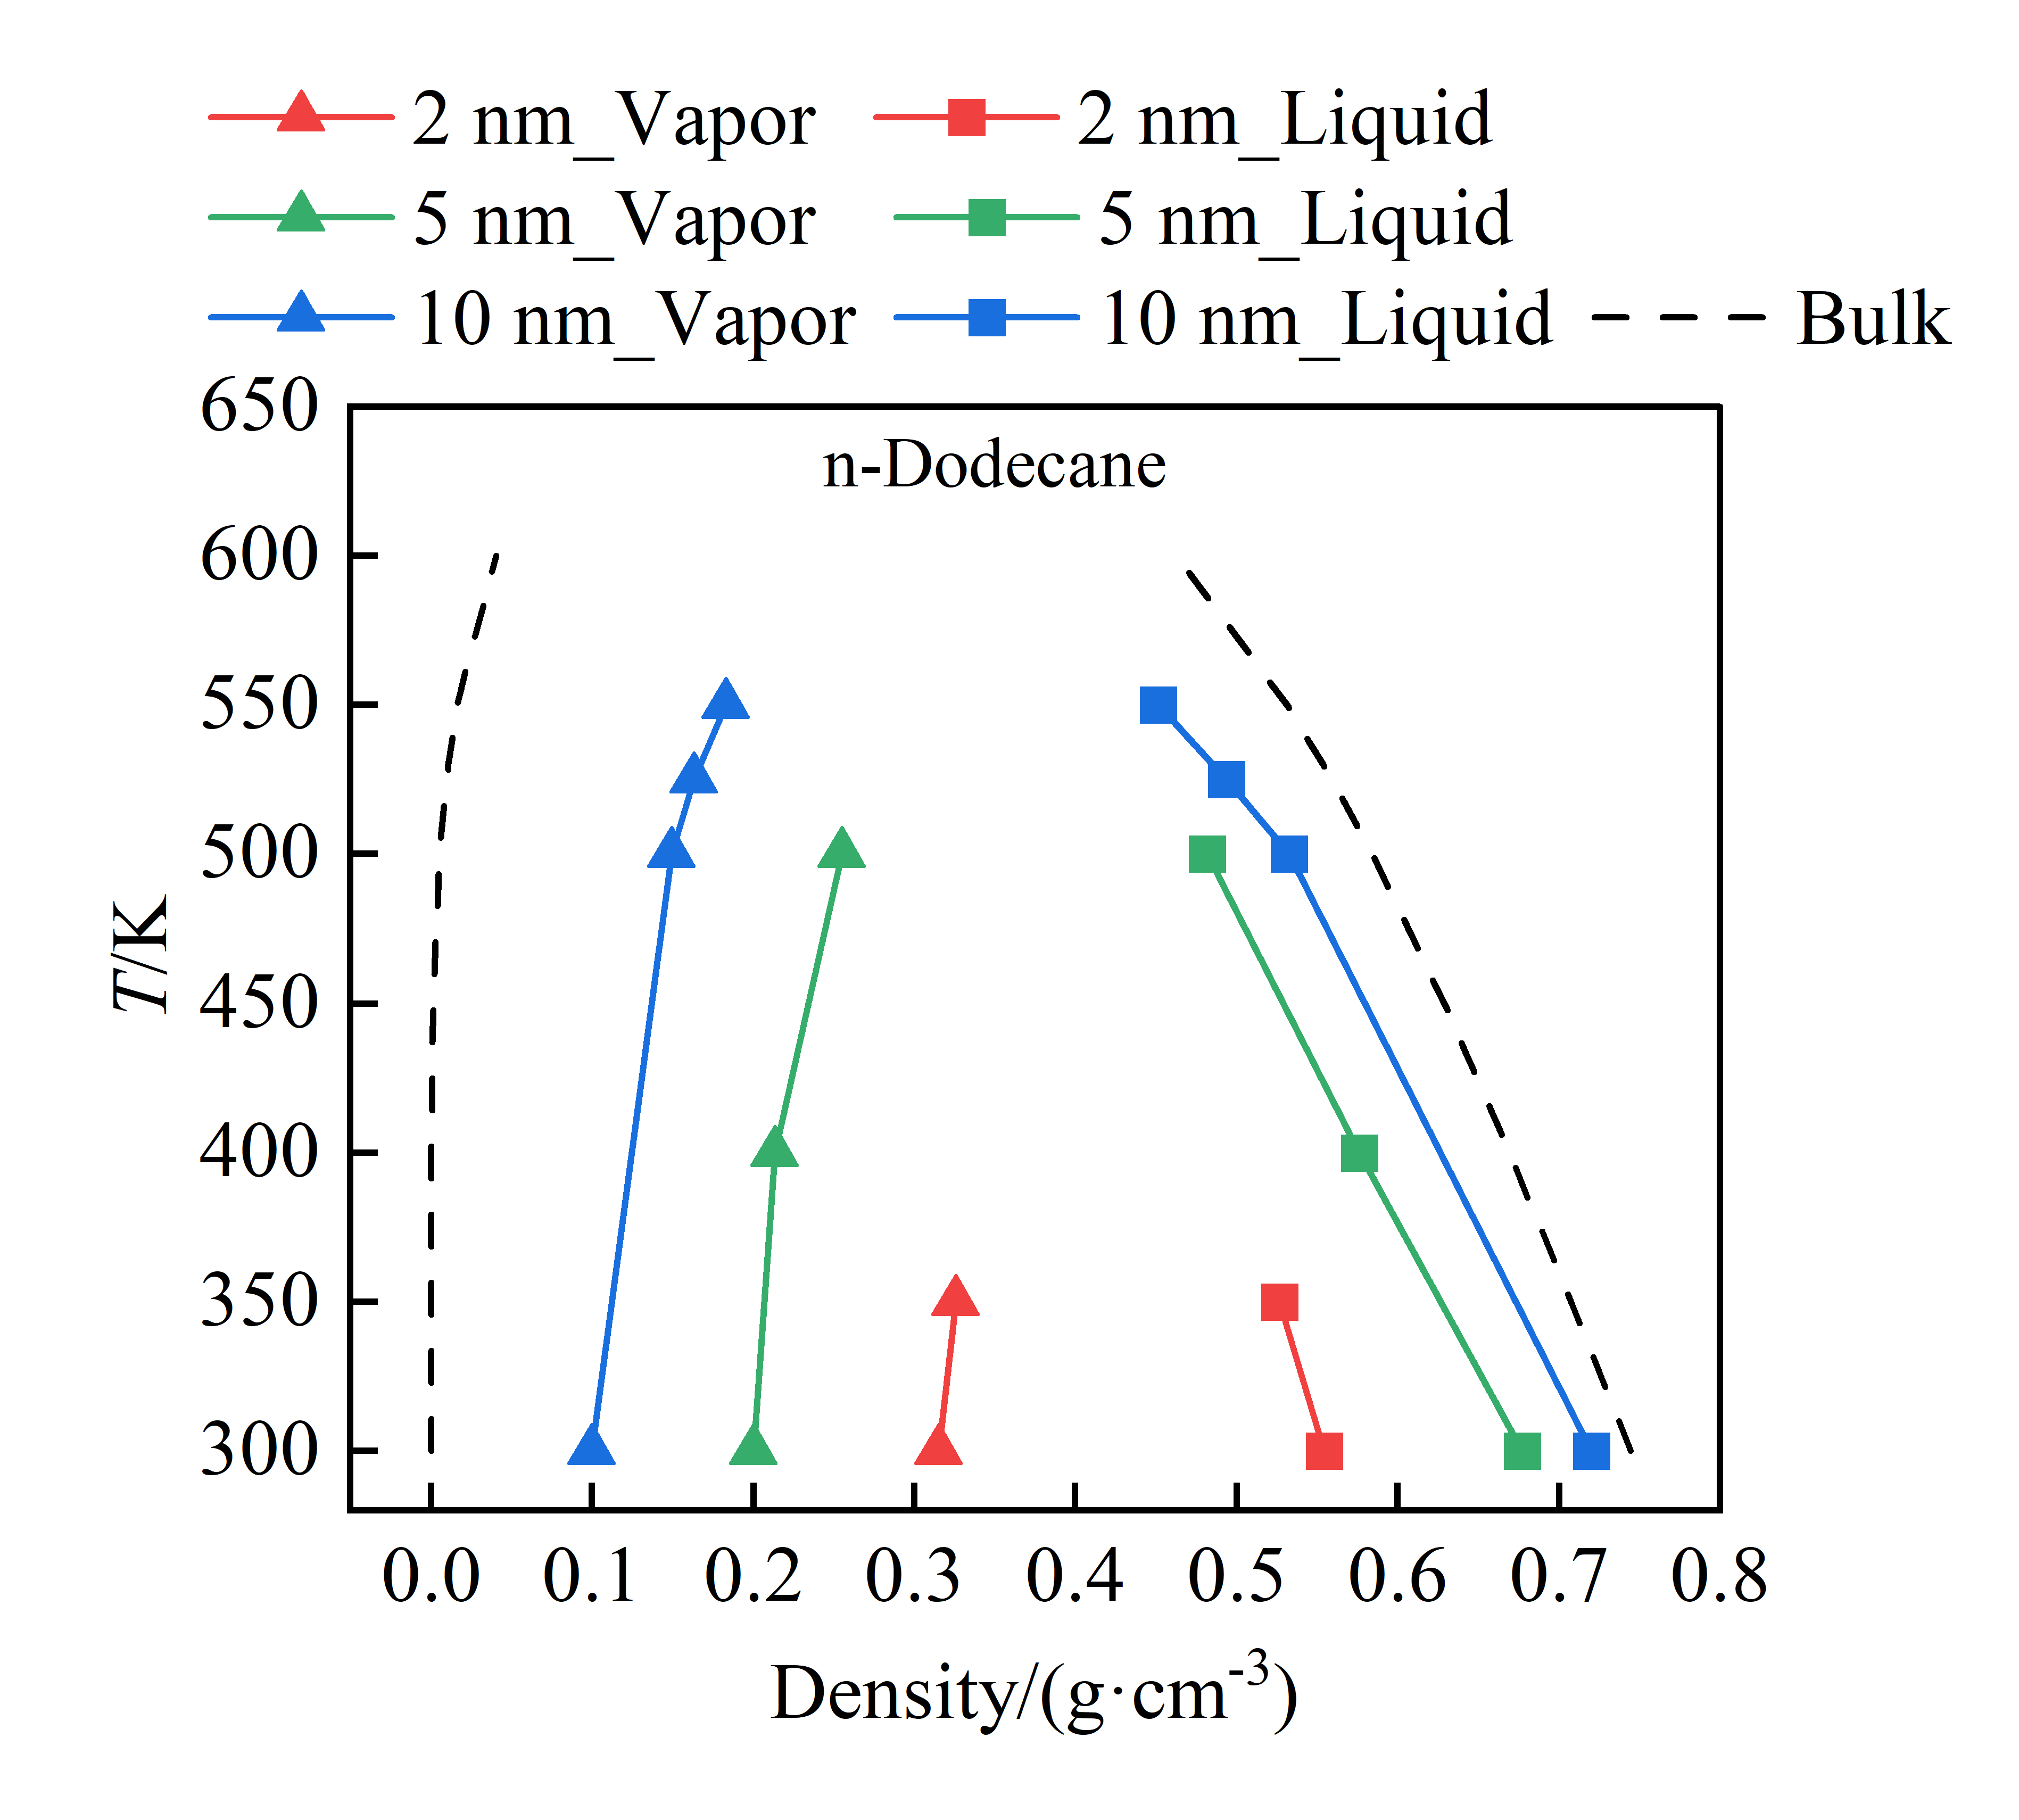 2 nm_Vapor 2 nm_Liquid
5 nm_Vapor 5 nm_Liquid
10 nm_Vapor 10 nm_Liquid Bulk
650
n-Dodecane
600
550
500
450
400
350
300
T/K
0.0 0.1 0.2 0.3 0.4 0.5 0.6 0.7 0.8
Density/(g·cm⁻³)